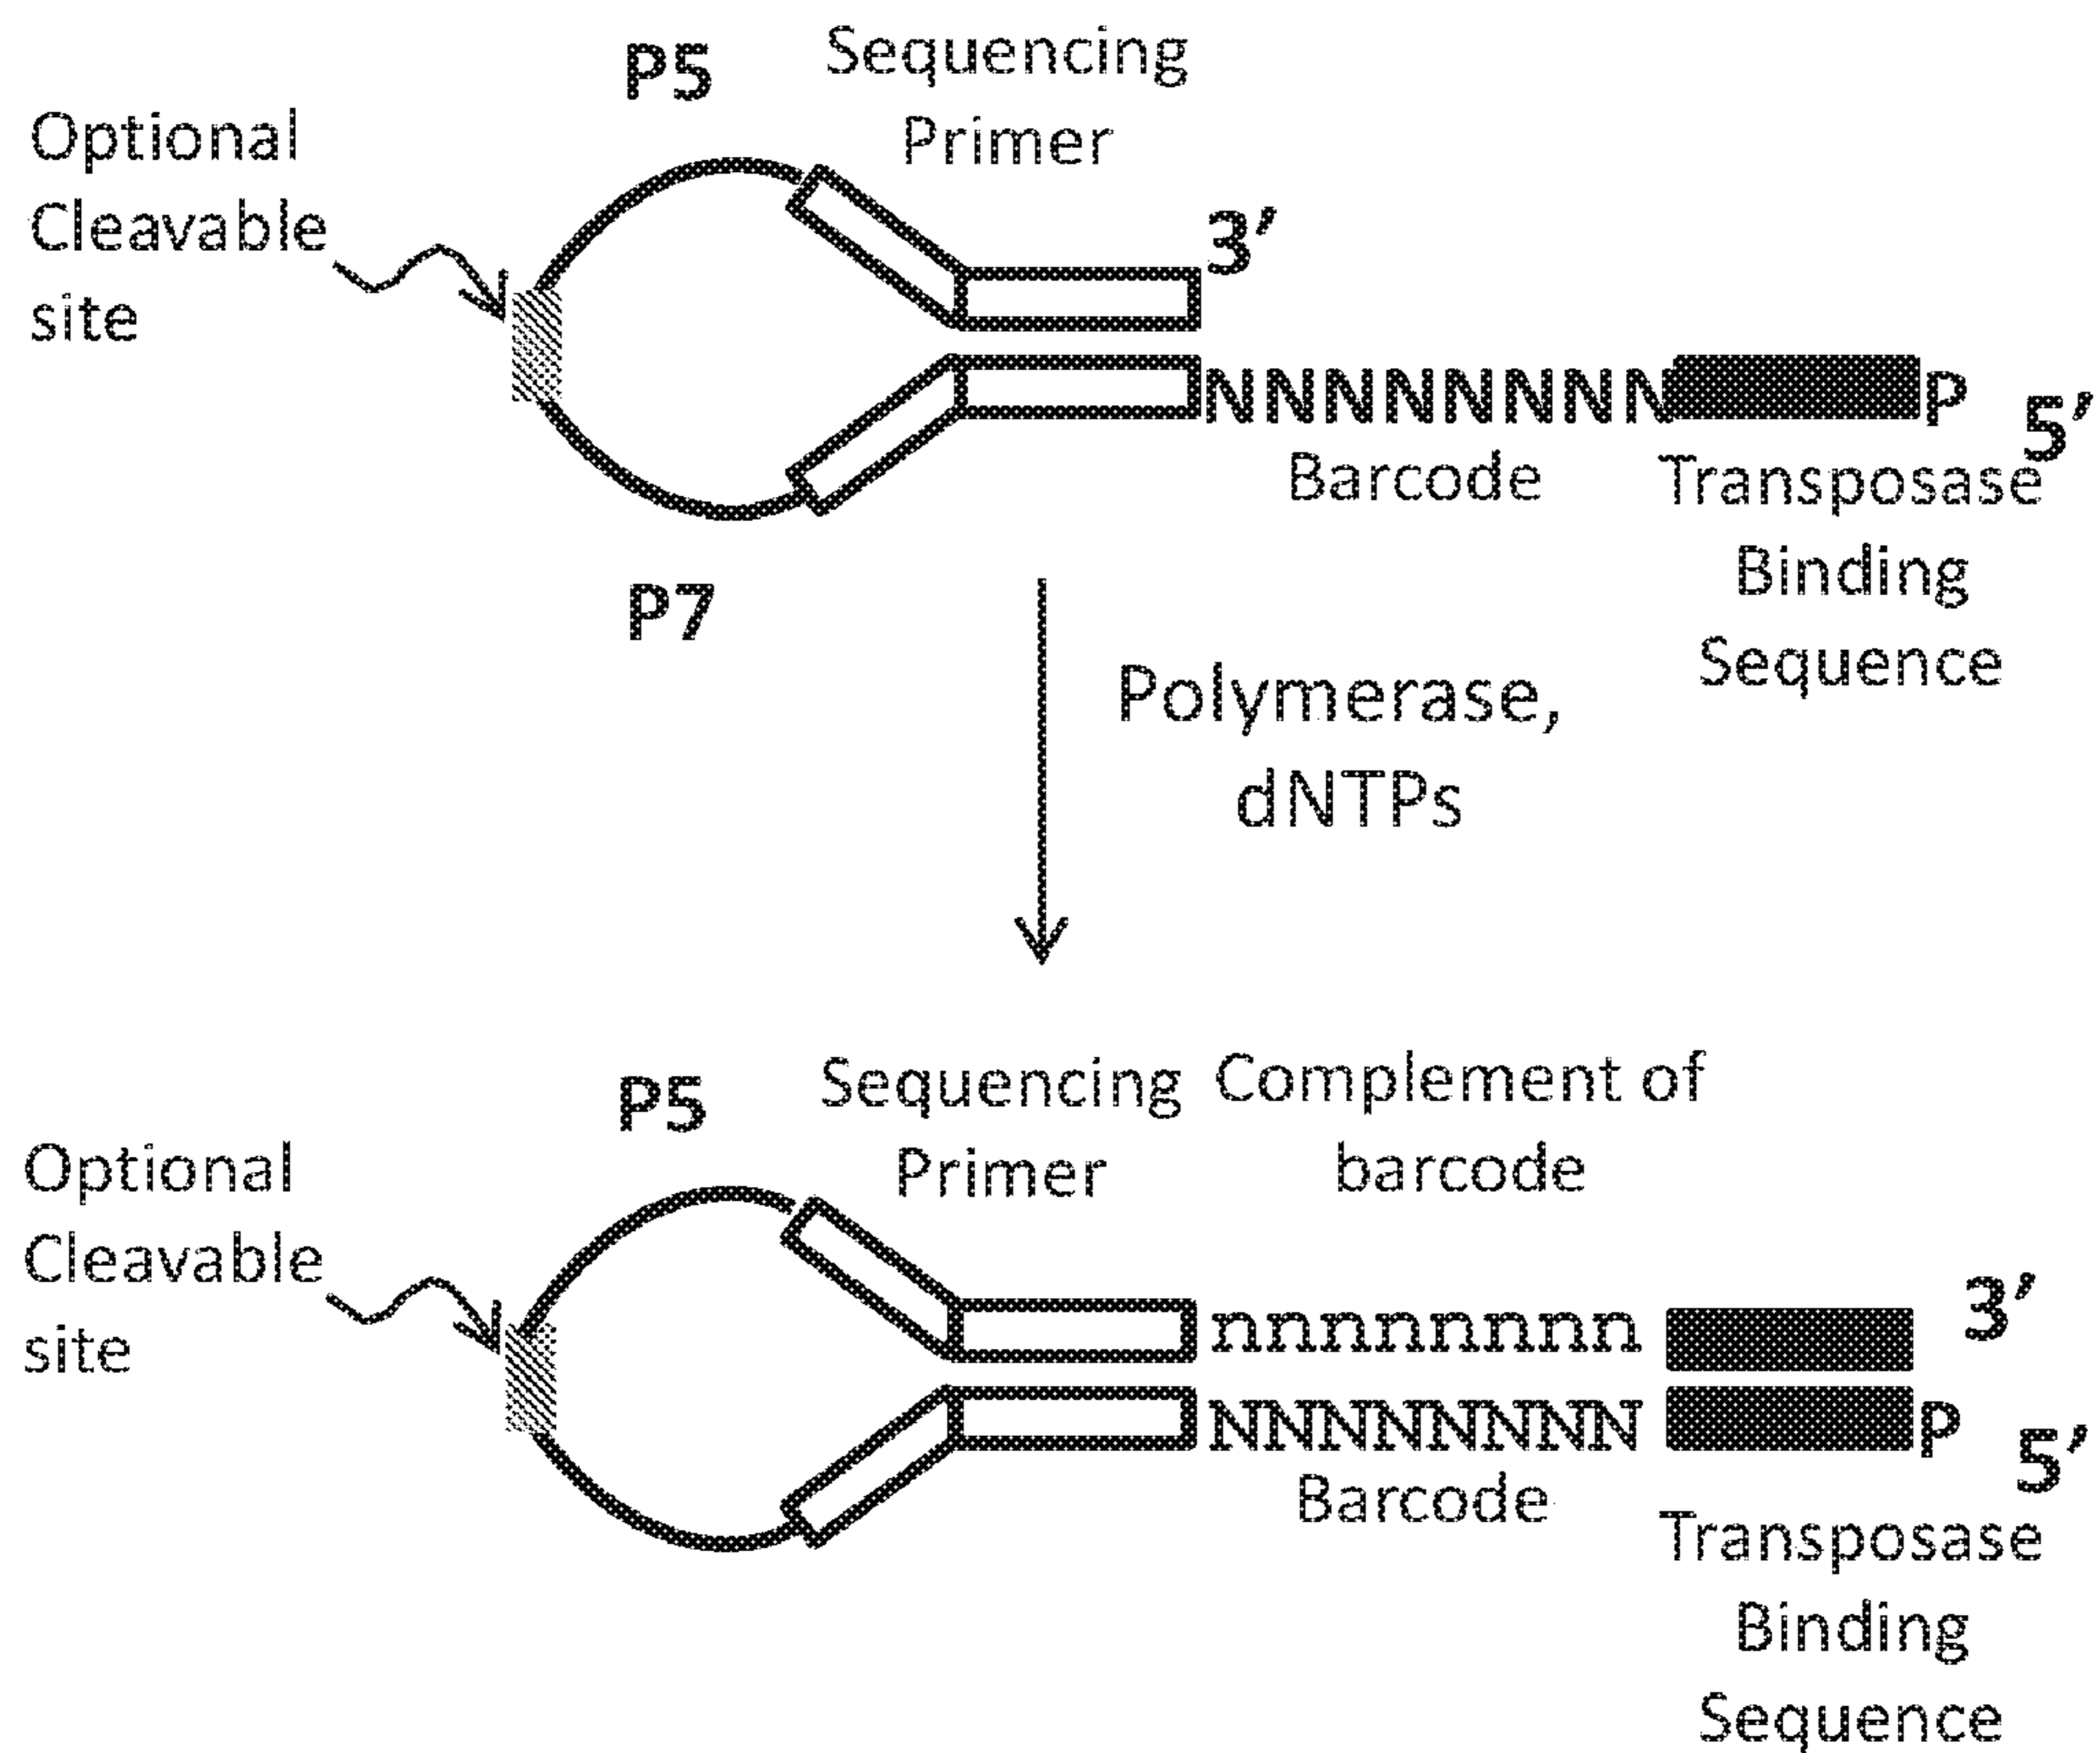 P5
Sequencing
Primer
Optional
Cleavable
site
3’
NNNNNNNN
P
5’
Barcode
Transposase
Binding
Sequence
P7
Polymerase,
dNTPs
P5
Sequencing
Primer
Complement of
barcode
Optional
Cleavable
site
nnnnnnnn
3’
NNNNNNNN
P
5’
Barcode
Transposase
Binding
Sequence